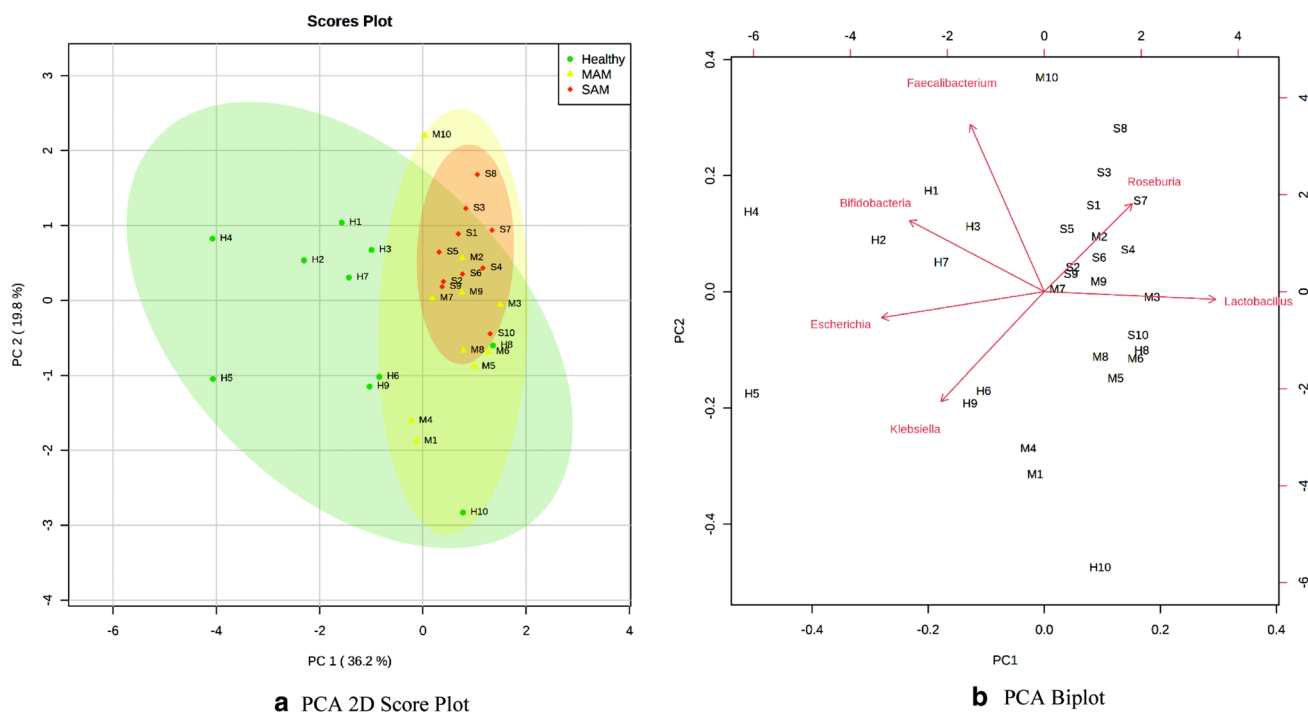 Scores Plot
Healthy
MAM
SAM
3
2
1
0
-1
-2
-3
-4
PC 2 ( 19.8 %)
M10
S8
S3
H1
S1
S7
H4
H3
S5
M2
H2
S4
H7
S6
S2
S9
M9
M7
M3
S10
H8
M8
M6
M5
H5
H6
H9
M4
M1
H10
-6
-4
-2
0
2
4
PC 1 ( 36.2 %)
a PCA 2D Score Plot
-6
-4
-2
0
2
4
0.4
0.2
0.0
-0.2
-0.4
PC2
Faecalibacterium
M10
S8
S3
Roseburia
H1
Bifidobacteria
S7
S1
H4
H3
S5
M2
H2
S4
H7
S6
S2
S9
M9
M7
M3
Lactobacillus
Escherichia
S10
H8
M8
M6
M5
H5
H6
H9
Klebsiella
M4
M1
H10
4
2
0
-2
-4
-6
-0.4
-0.2
0.0
0.2
0.4
PC1
b PCA Biplot